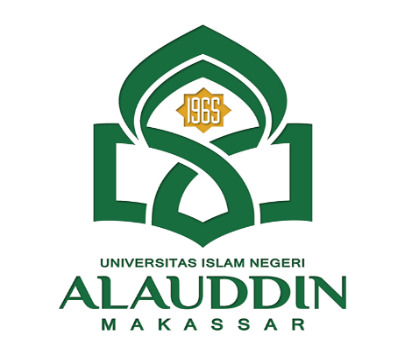 1965
UNIVERSITAS ISLAM NEGERI
ALAUDDIN
MAKASSAR